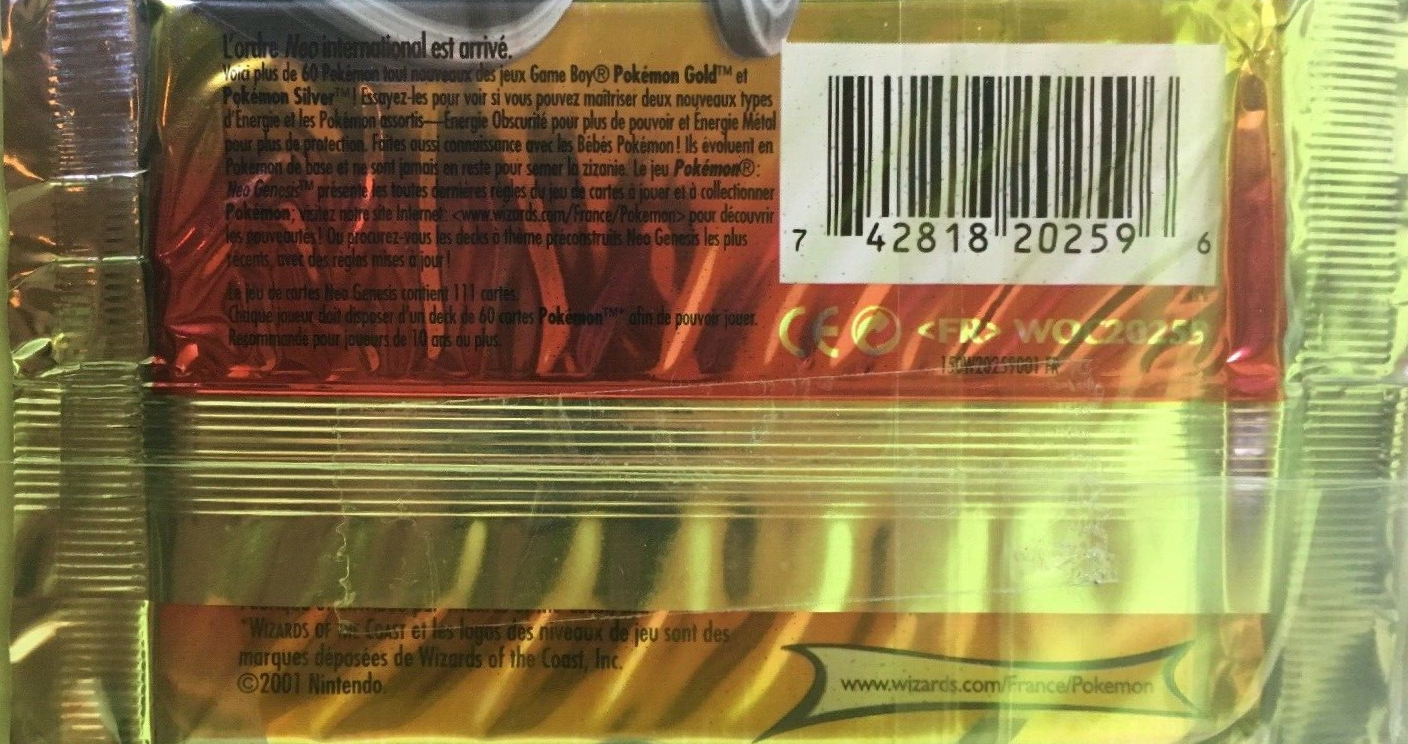 L'ordre Neo international est arrivé.
Voici plus de 60 Pokémon tout nouveaux des jeux Game Boy® Pokémon Gold™ et
Pokémon Silver™ ! Essayez-les pour voir si vous pouvez maîtriser deux nouveaux types
d'Énergie et les Pokémon assortis—Énergie Obscurité pour plus de pouvoir et Énergie Métal
pour plus de protection. Faites aussi connaissance avec les Bébés Pokémon ! Ils évoluent en
Pokémon de base et ne sont jamais en reste pour semer la zizanie. Le jeu Pokémon® :
Neo Genesis™ présente les toutes dernières règles du jeu de cartes à jouer et à collectionner
Pokémon; visitez notre site Internet: <www.wizards.com/France/Pokemon> pour découvrir
les nouveautés ! Ou procurez-vous les decks à thème préconstruits Neo Genesis les plus
récents, avec des règles mises à jour !
Le jeu de cartes Neo Genesis contient 111 cartes.
Chaque joueur doit disposer d'un deck de 60 cartes Pokémon™* afin de pouvoir jouer.
Recommandé pour joueurs de 10 ans ou plus.
7 42818 20259 6
CE <FR> WOC20259
150W20259001 FR
*WIZARDS OF THE COAST et les logos des niveaux de jeu sont des
marques déposées de Wizards of the Coast, Inc.
©2001 Nintendo.
www.wizards.com/France/Pokemon